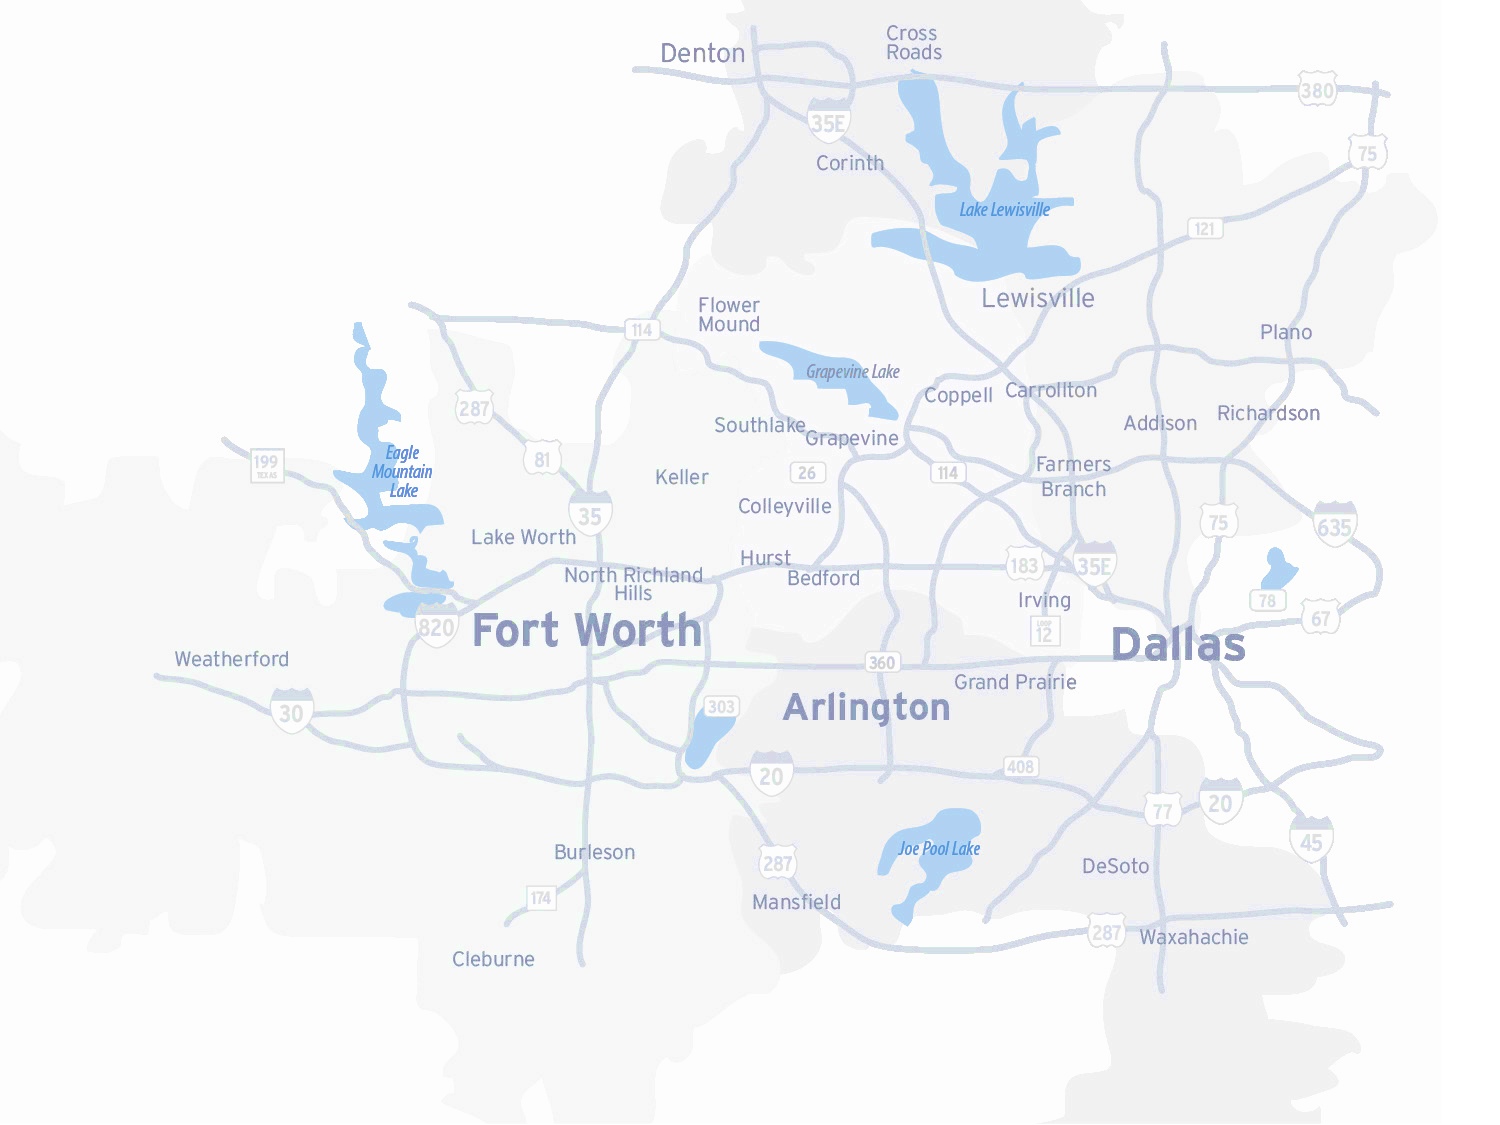 Cross
Roads
Denton
380
35E
75
Corinth
Lake Lewisville
121
Lewisville
Flower
Mound
114
Plano
Grapevine Lake
Coppell
Carrollton
287
Addison
Richardson
Southlake
Grapevine
Eagle
Mountain
Lake
199
TEXAS
81
Keller
26
114
Farmers
Branch
Colleyville
35
75
635
Lake Worth
Hurst
Bedford
183
35E
North Richland
Hills
Irving
78
67
820
Fort Worth
LOOP
12
Dallas
Weatherford
360
Grand Prairie
30
303
Arlington
20
408
77
20
45
Burleson
287
Joe Pool Lake
DeSoto
174
Mansfield
287
Waxahachie
Cleburne